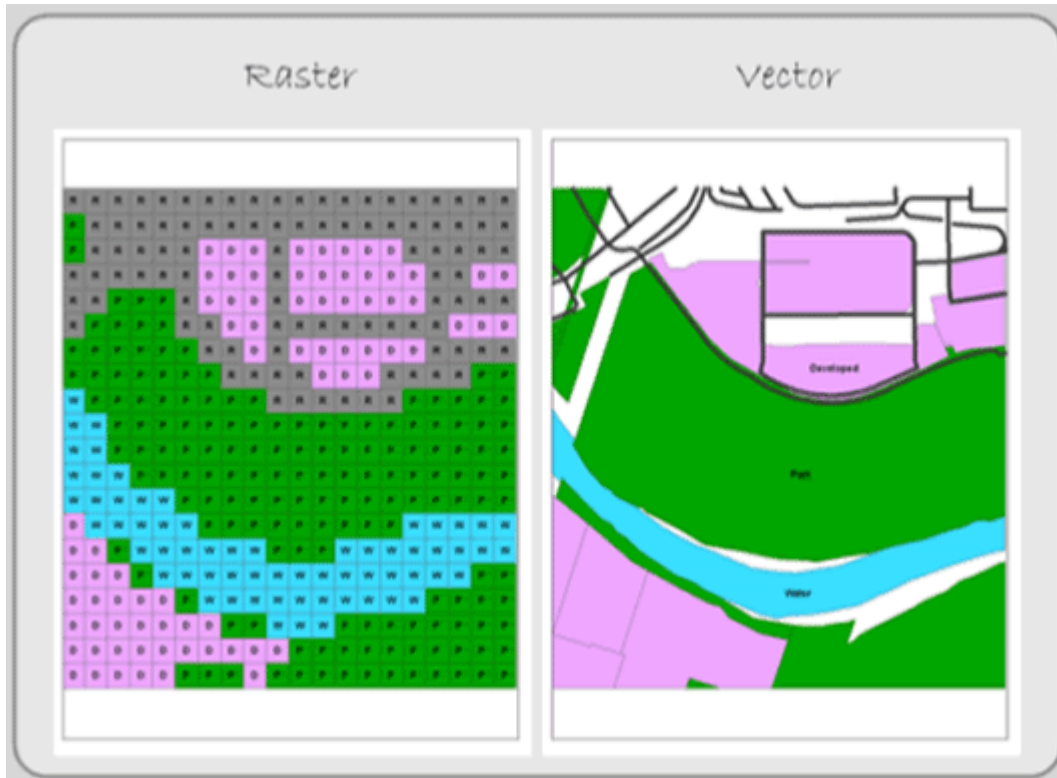 Raster
Vector
R R R R R R R R R R R R R R R R R R R R
P R R R R R R R R R R R R R R R R R R R
P R R R R R D D D R D D D D D R R R R R
R R R R R R D D D R D D D D D D R R D D
R R P P P R D D D R D D D D D D R R R R
R P P P P R R D D R R R R R R R R D D D
P P P P P P R R D R D D D D D D R R R R
P P P P P P P R R R R D D D R R R R P P
W P P P P P P P P R R R R R R P P P P P
W W P P P P P P P P P P P P P P P P P P
W W P P P P P P P P P P P P P P P P P P
W W W P P P P P P P P P P P P P P P P P
W W W W W P P P P P P P P P P P P P P P
D W W W W W P P P P P P P P P W W W W W
D D P W W W W W W P P P W W W W W W W W
D D D P W W W W W W W W W W W W W W P P
D D D D D P W W W W W W W W W W P P P P
D D D D D D D P P W W W P P P P P P P P
D D D D D D D D D D P P P P P P P P P P
D D D D D P P P D P P P P P P P P P P P
Developed
Park
Water